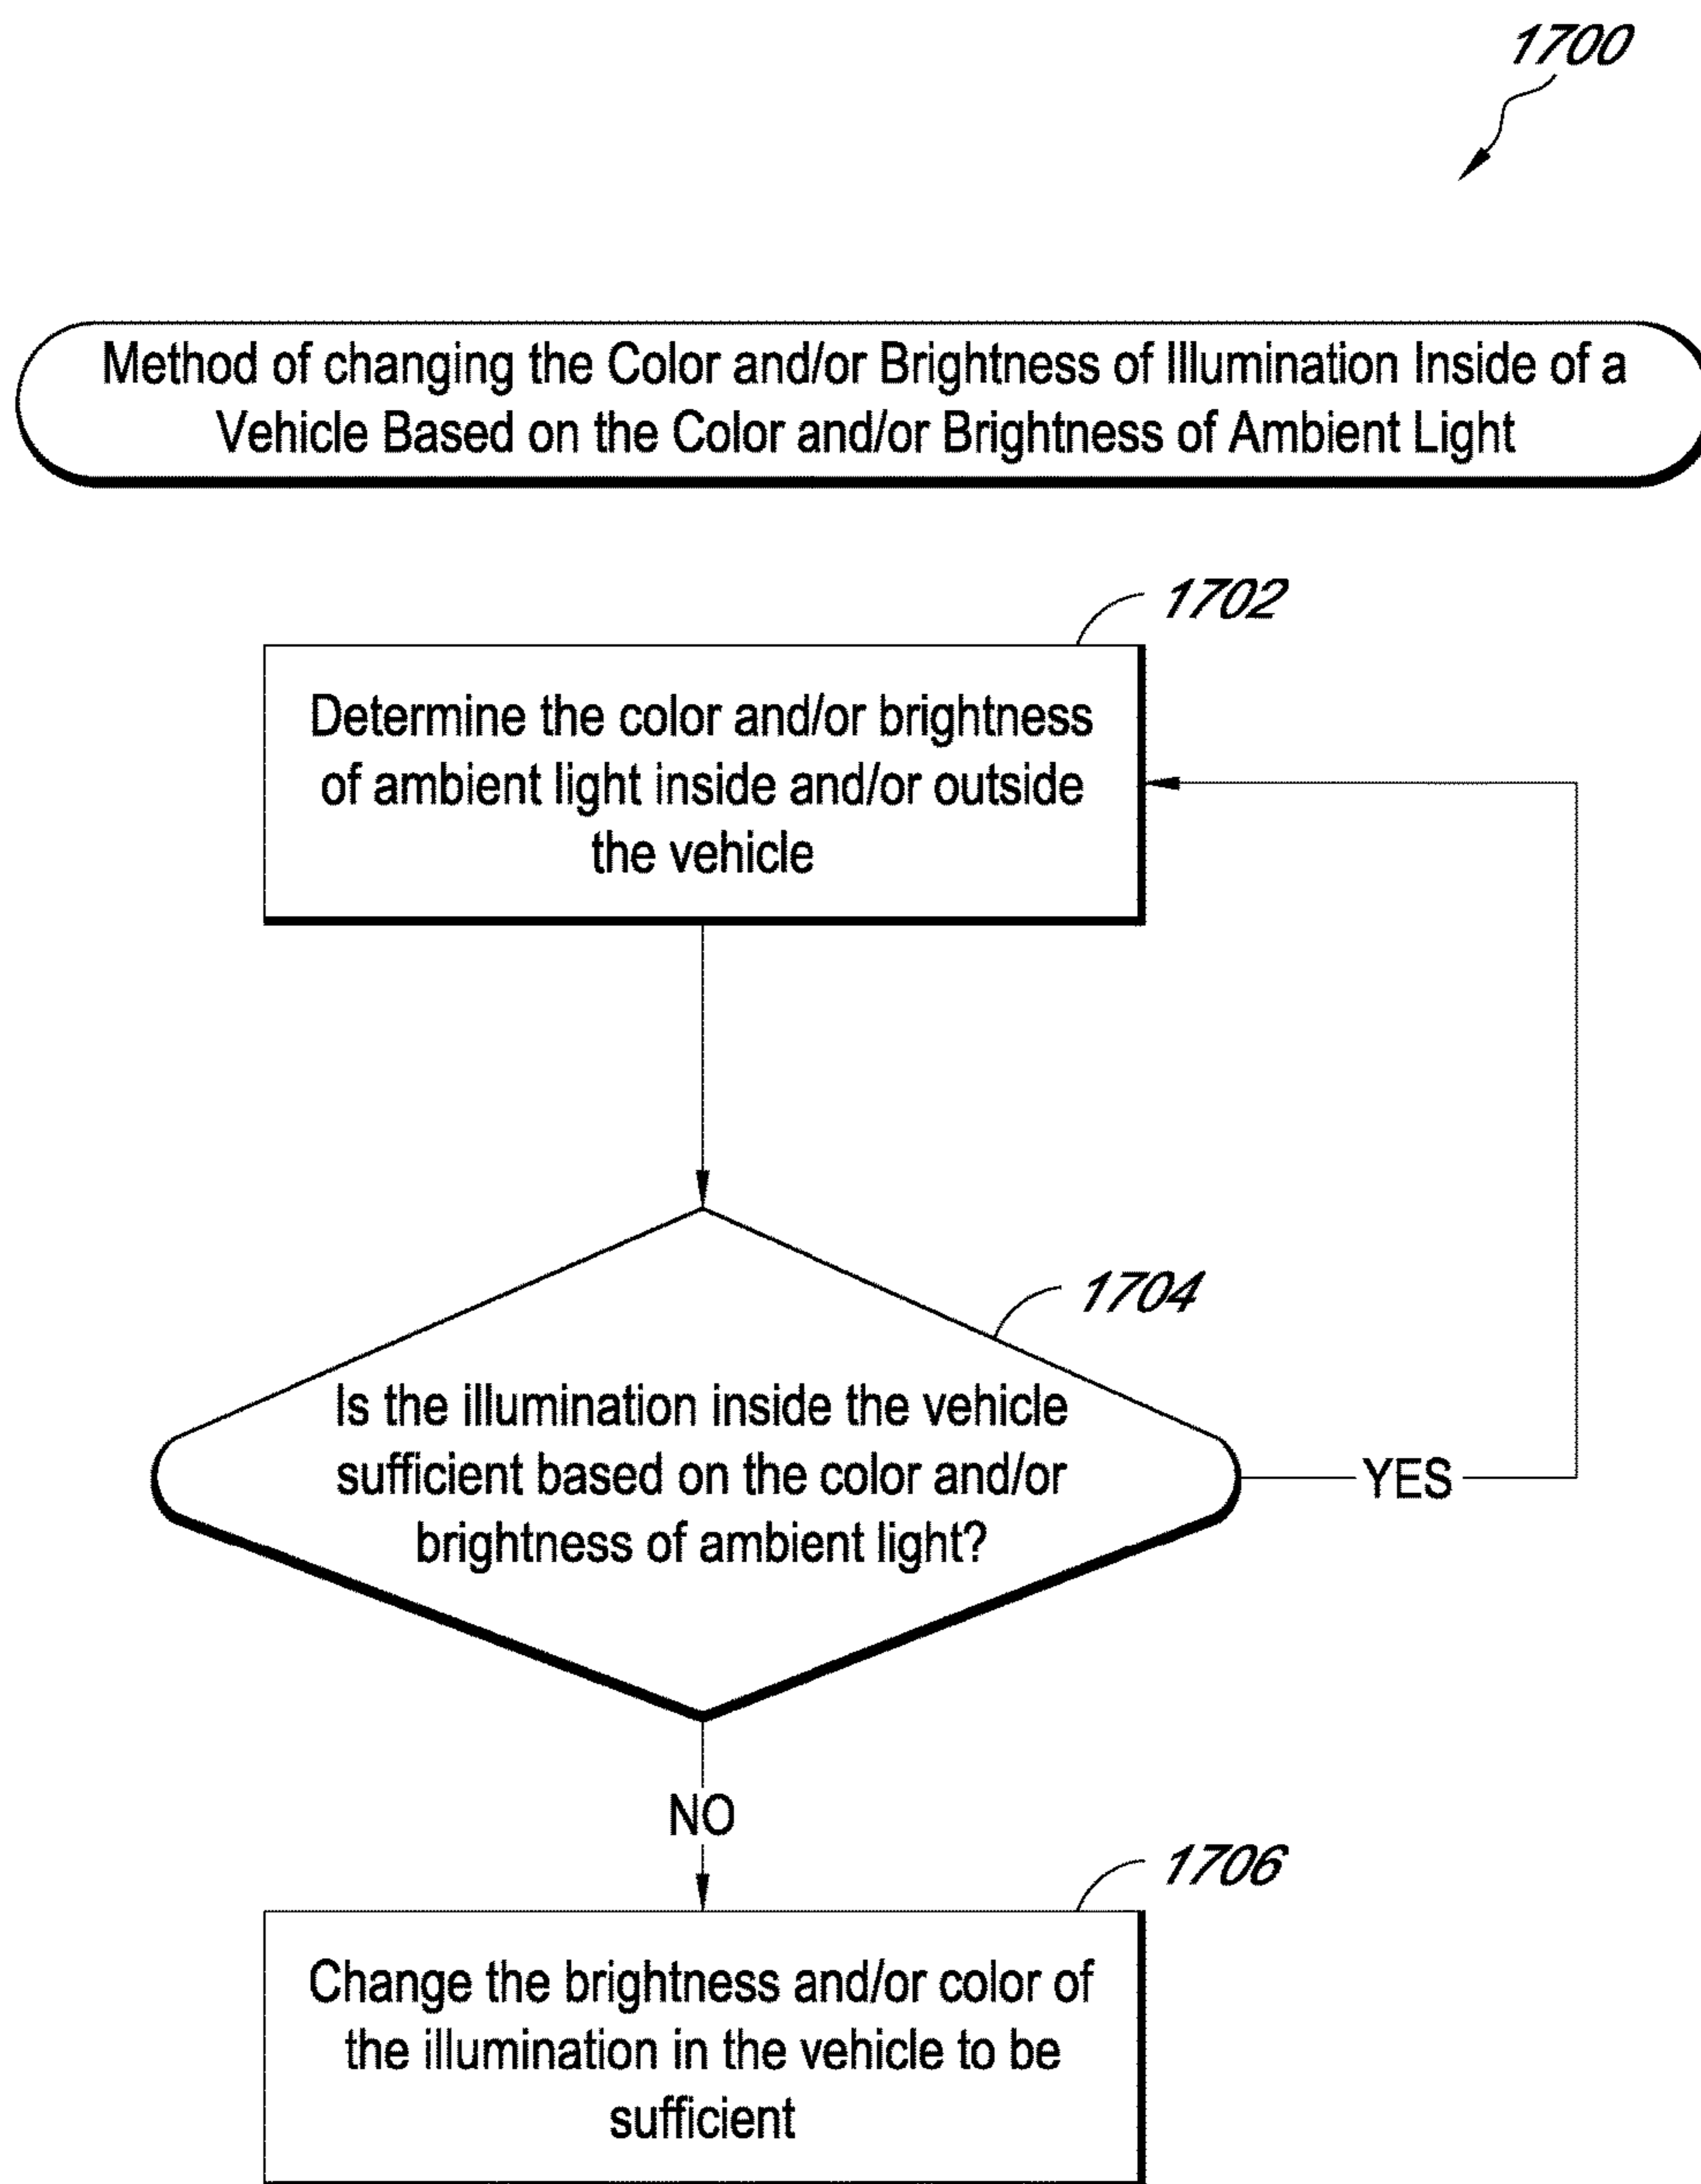 1700
Method of changing the Color and/or Brightness of Illumination Inside of a
Vehicle Based on the Color and/or Brightness of Ambient Light
1702
Determine the color and/or brightness
of ambient light inside and/or outside
the vehicle
1704
Is the illumination inside the vehicle
sufficient based on the color and/or
brightness of ambient light?
YES
NO
1706
Change the brightness and/or color of
the illumination in the vehicle to be
sufficient